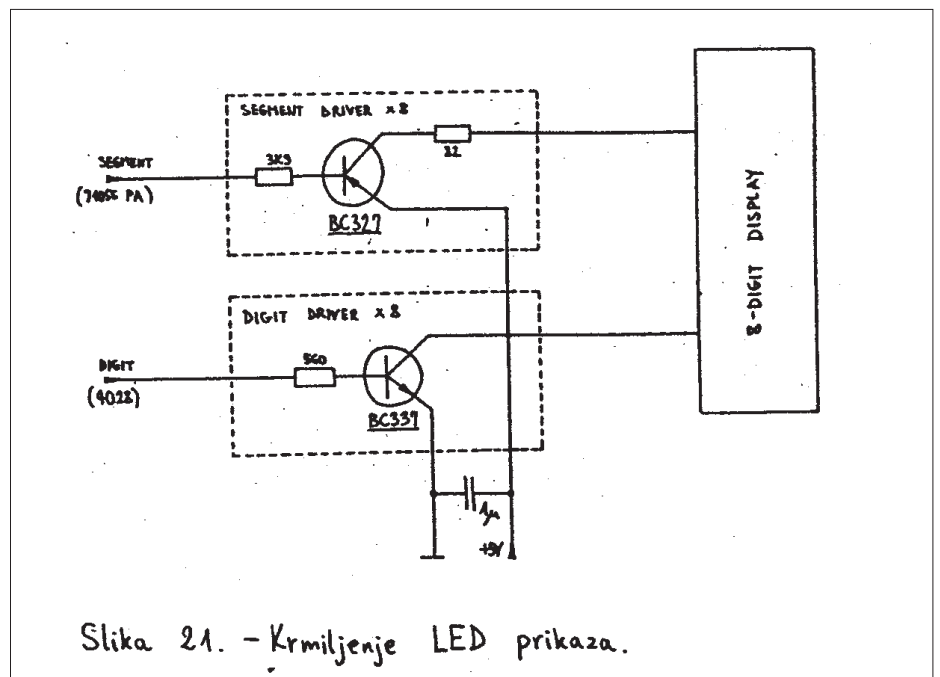 SEGMENT DRIVER x 8
3K3
22
SEGMENT
BC327
DIGIT DRIVER x 8
560
DIGIT
(4028)
BC337
1µ
+5V
8-DIGIT DISPLAY
Slika 21. - Krmiljenje LED prikaza.